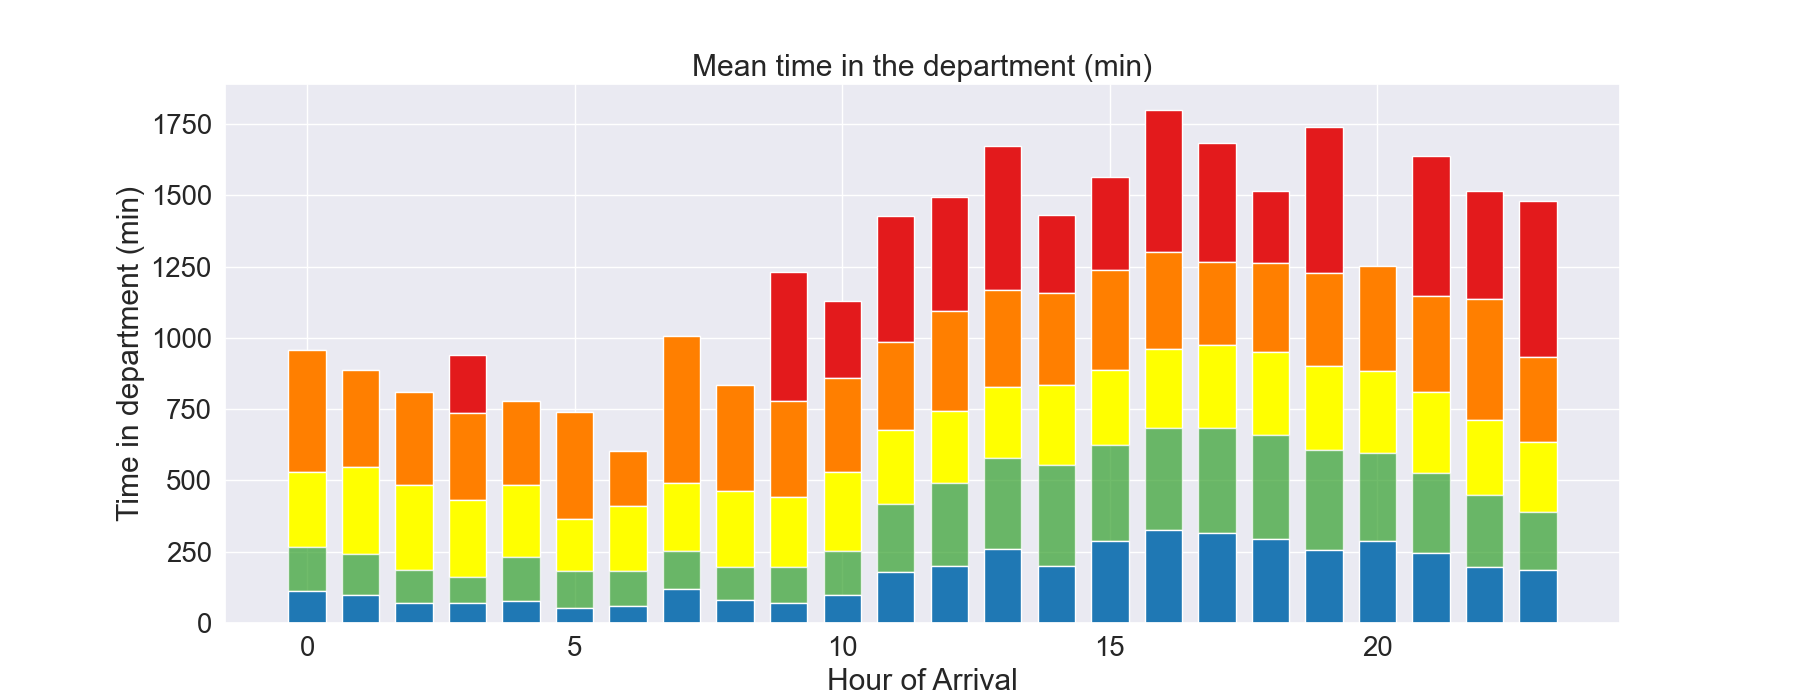 Mean time in the department (min)
Time in department (min)
1750
1500
1250
1000
750
500
250
0
0 5 10 15 20
Hour of Arrival